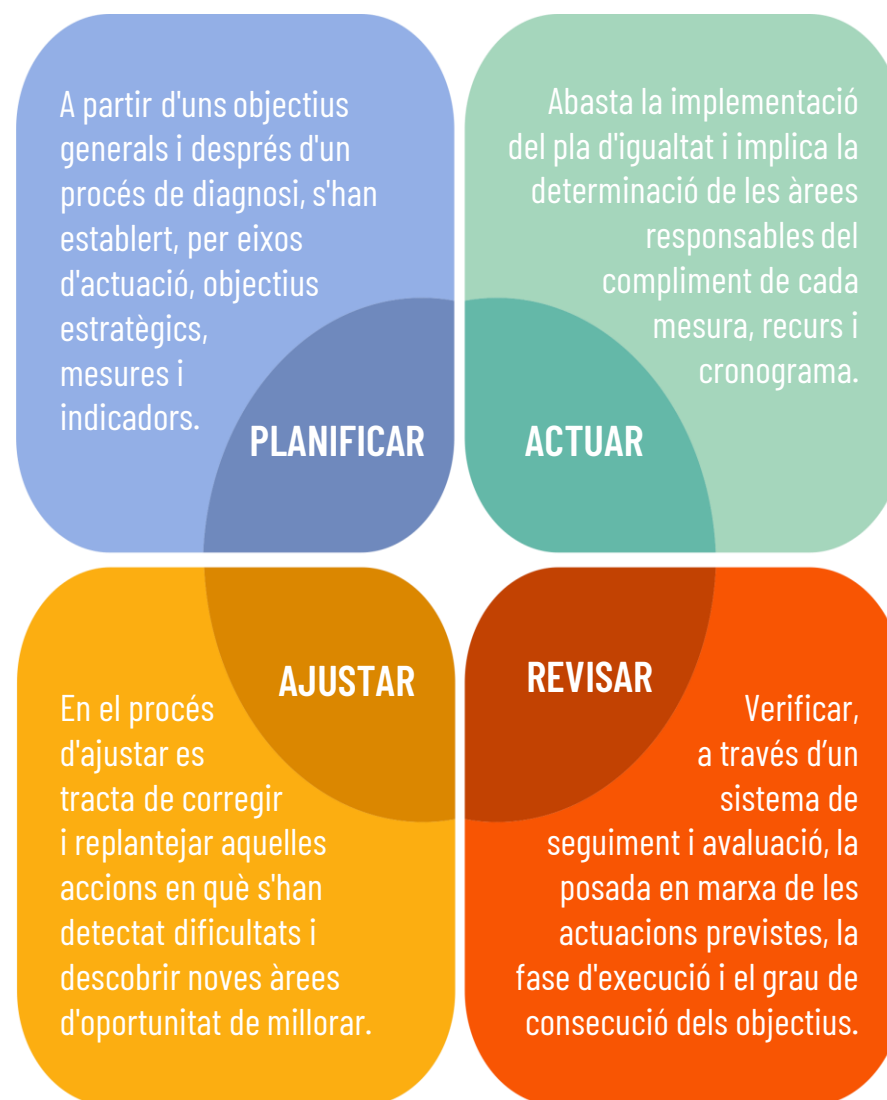 A partir d'uns objectius
generals i després d'un
procés de diagnosi, s'han
establert, per eixos
d'actuació, objectius
estratègics,
mesures i
indicadors.
PLANIFICAR
Abasta la implementació
del pla d'igualtat i implica la
determinació de les àrees
responsables del
compliment de cada
mesura, recurs i
cronograma.
ACTUAR
AJUSTAR
En el procés
d'ajustar es
tracta de corregir
i replantejar aquelles
accions en què s'han
detectat dificultats i
descobrir noves àrees
d'oportunitat de millorar.
REVISAR
Verificar,
a través d’un
sistema de
seguiment i avaluació, la
posada en marxa de les
actuacions previstes, la
fase d'execució i el grau de
consecució dels objectius.